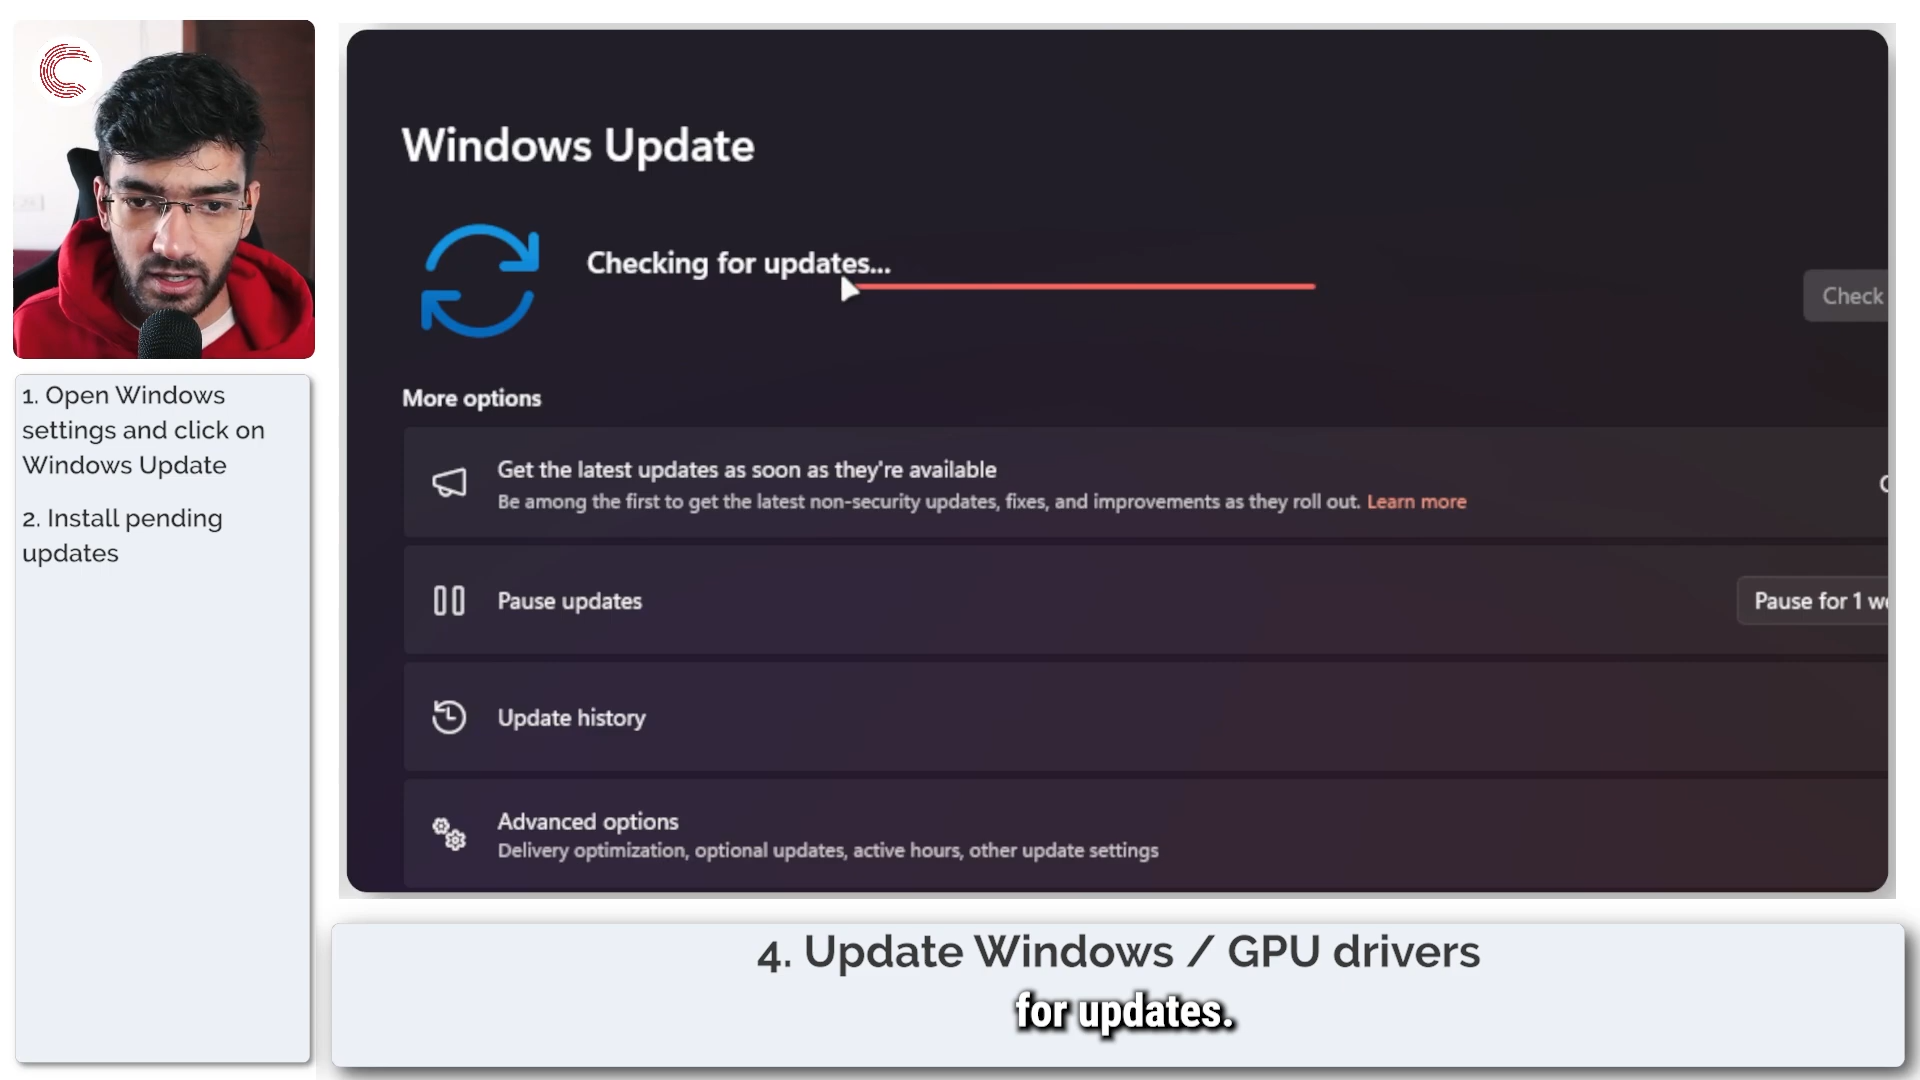 Windows Update
Checking for updates...
Check
More options
Get the latest updates as soon as they're available
Be among the first to get the latest non-security updates, fixes, and improvements as they roll out. Learn more
Pause updates
Pause for 1 we
Update history
Advanced options
Delivery optimization, optional updates, active hours, other update settings
1. Open Windows
settings and click on
Windows Update
2. Install pending
updates
4. Update Windows / GPU drivers
for updates.